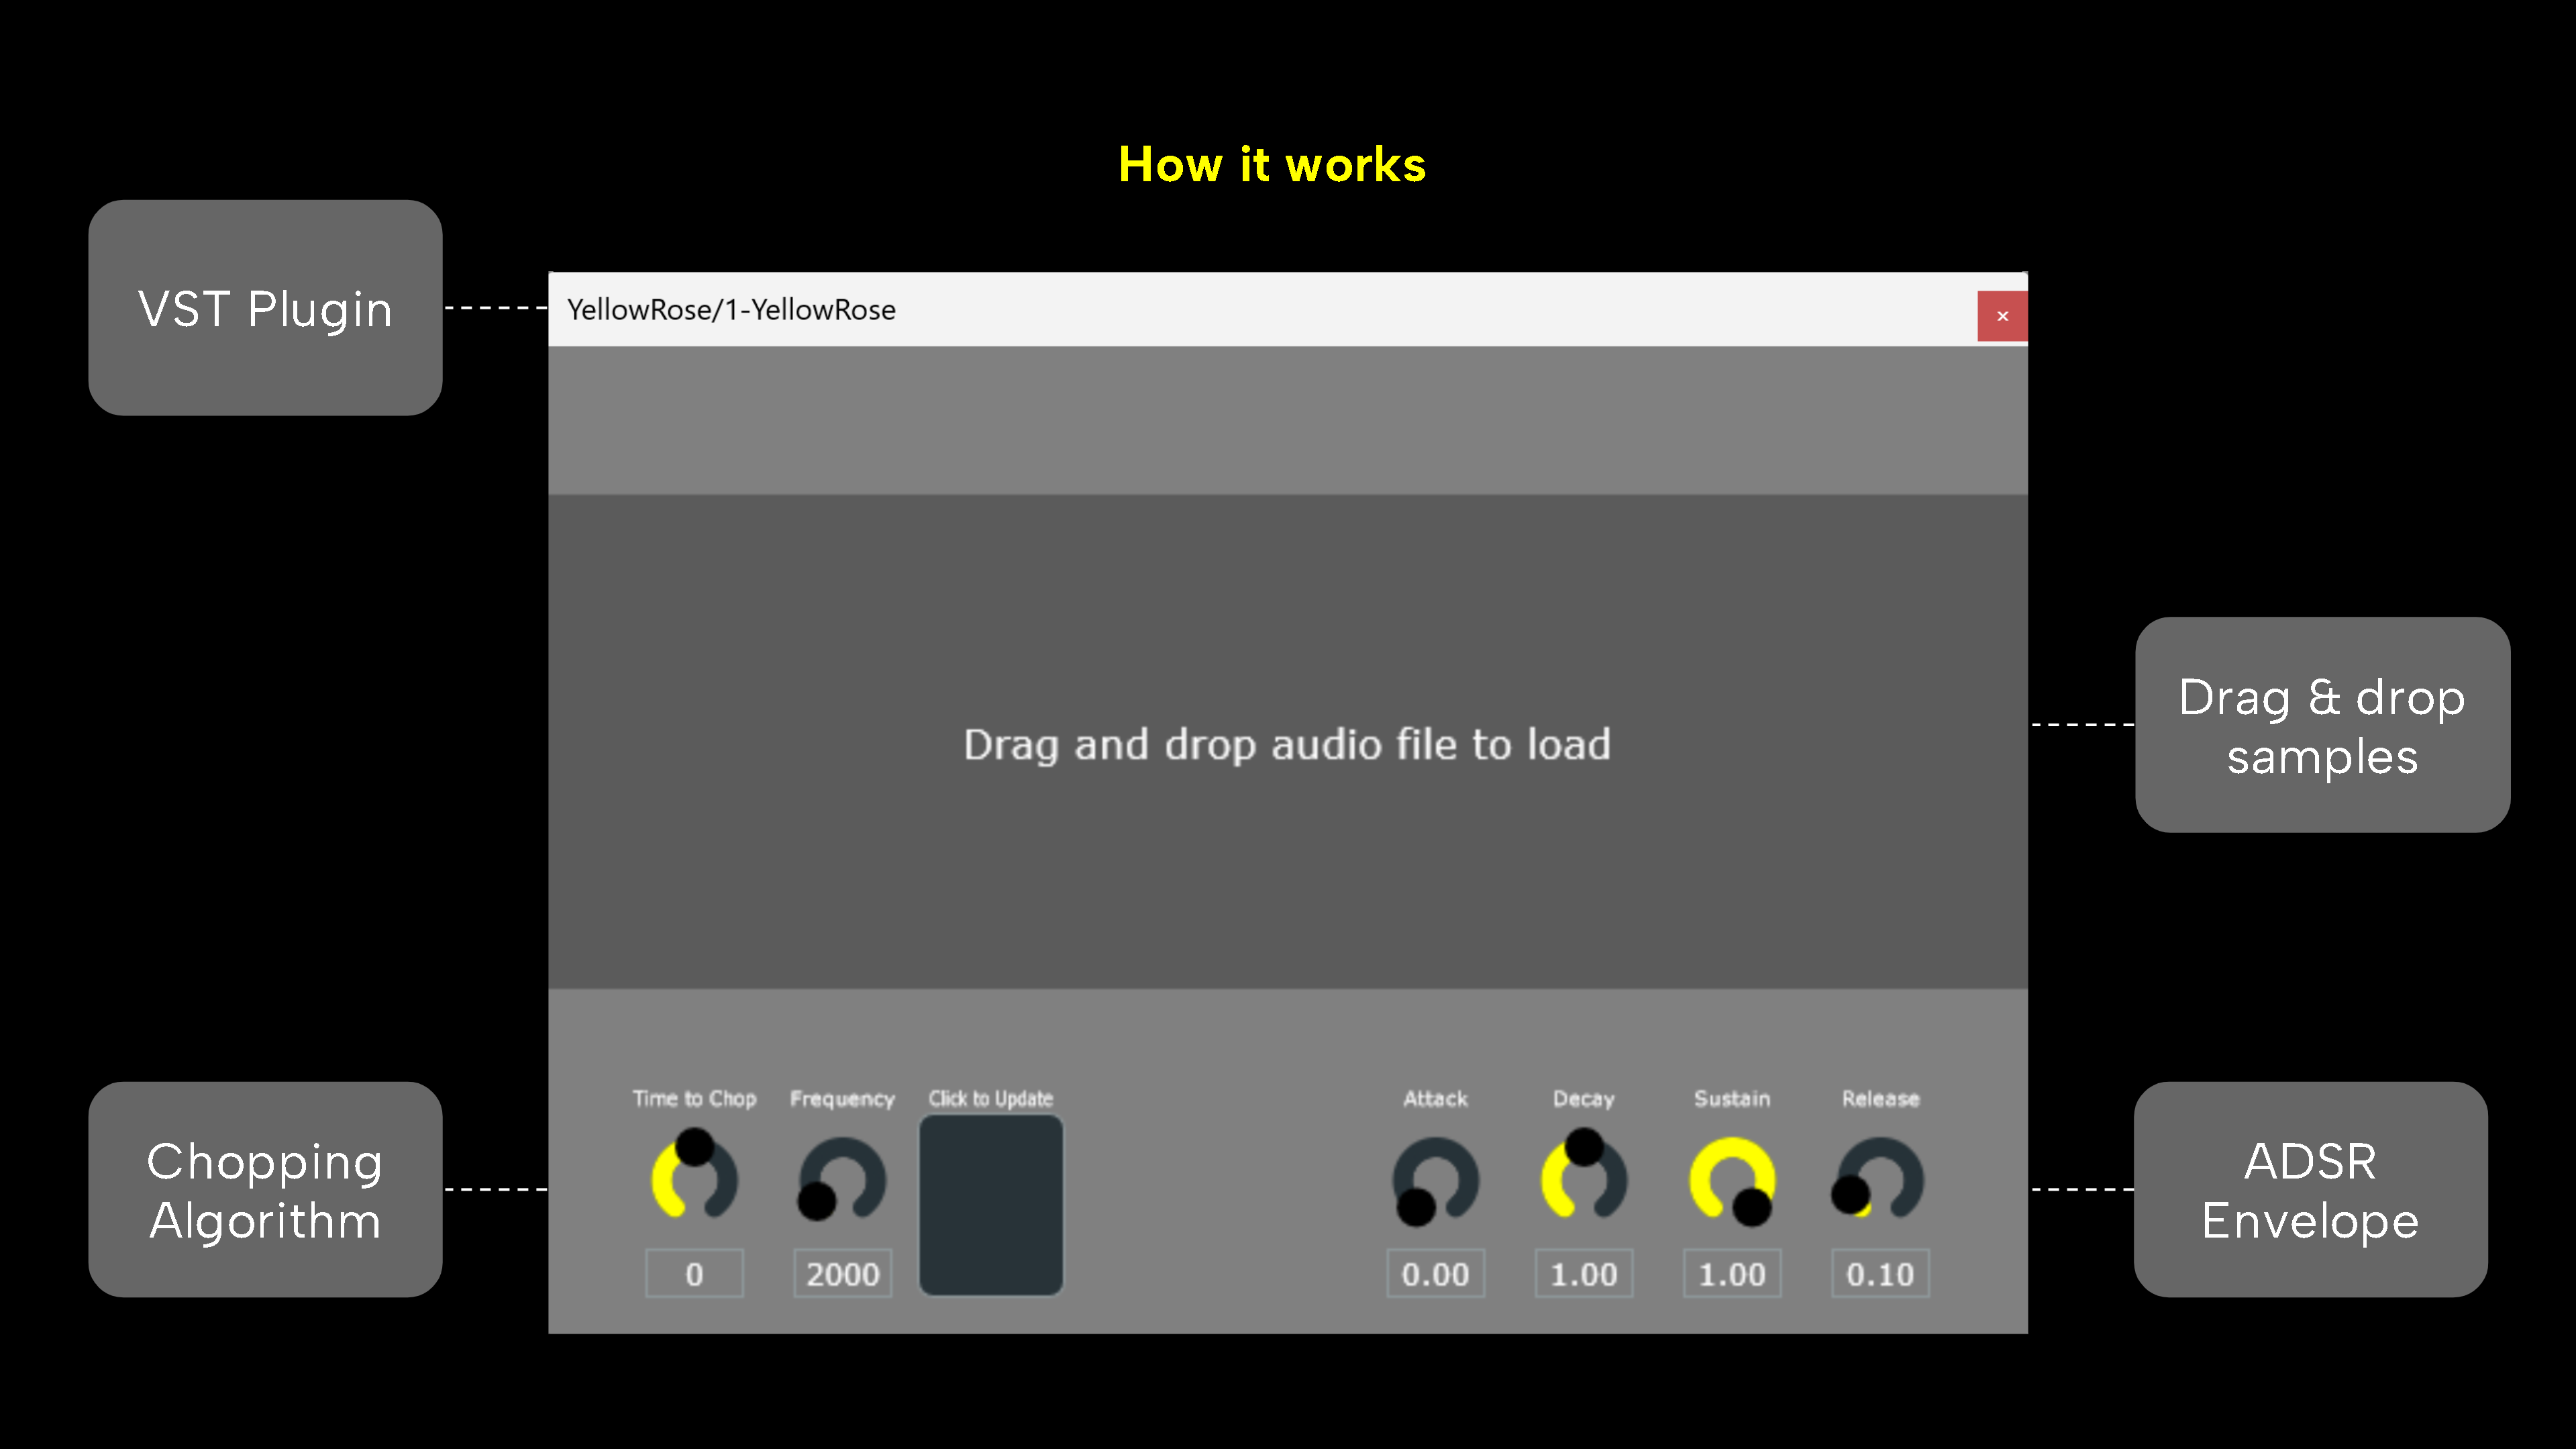 How it works
VST Plugin
YellowRose/1-YellowRose
×
Drag and drop audio file to load
Drag & drop
samples
Chopping
Algorithm
Time to Chop
Frequency
Click to Update
0
2000
Attack
Decay
Sustain
Release
0.00
1.00
1.00
0.10
ADSR
Envelope